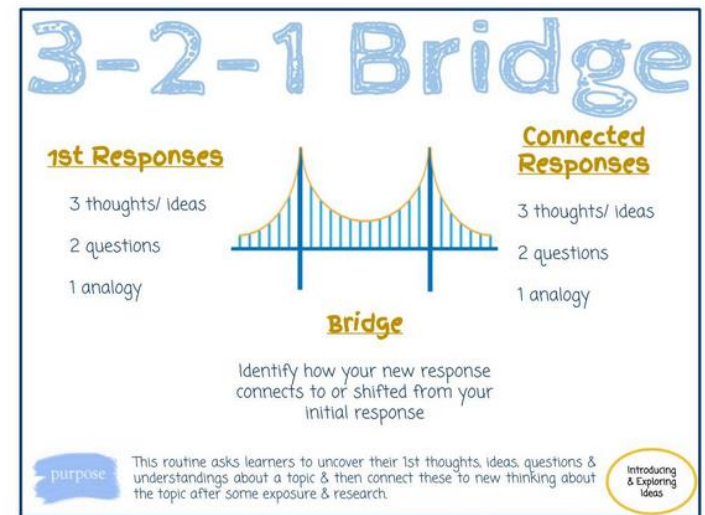 3-2-1 Bridge
1st Responses
3 thoughts/ ideas
2 questions
1 analogy
Connected
Responses
3 thoughts/ ideas
2 questions
1 analogy
Bridge
Identify how your new response
connects to or shifted from your
initial response
purpose
This routine asks learners to uncover their 1st thoughts, ideas, questions &
understandings about a topic & then connect these to new thinking about
the topic after some exposure & research.
Introducing
& Exploring
Ideas